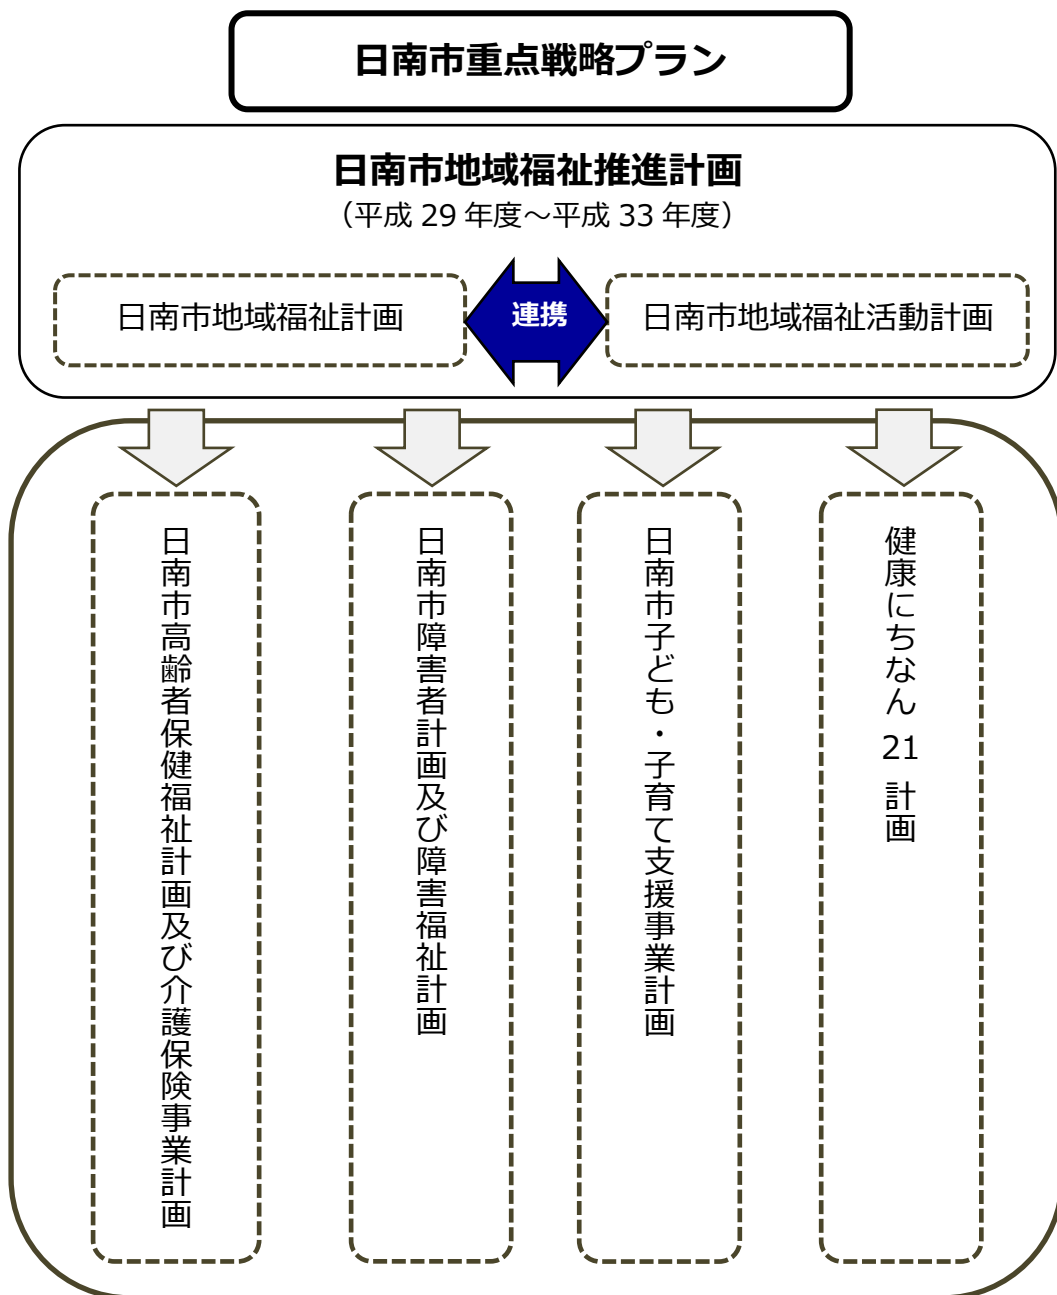 日南市重点戦略プラン
日南市地域福祉推進計画
（平成 29 年度～平成 33 年度）
日南市地域福祉計画
連携
日南市地域福祉活動計画
日南市高齢者保健福祉計画及び介護保険事業計画
日南市障害者計画及び障害福祉計画
日南市子ども・子育て支援事業計画
健康にちなん 21 計画